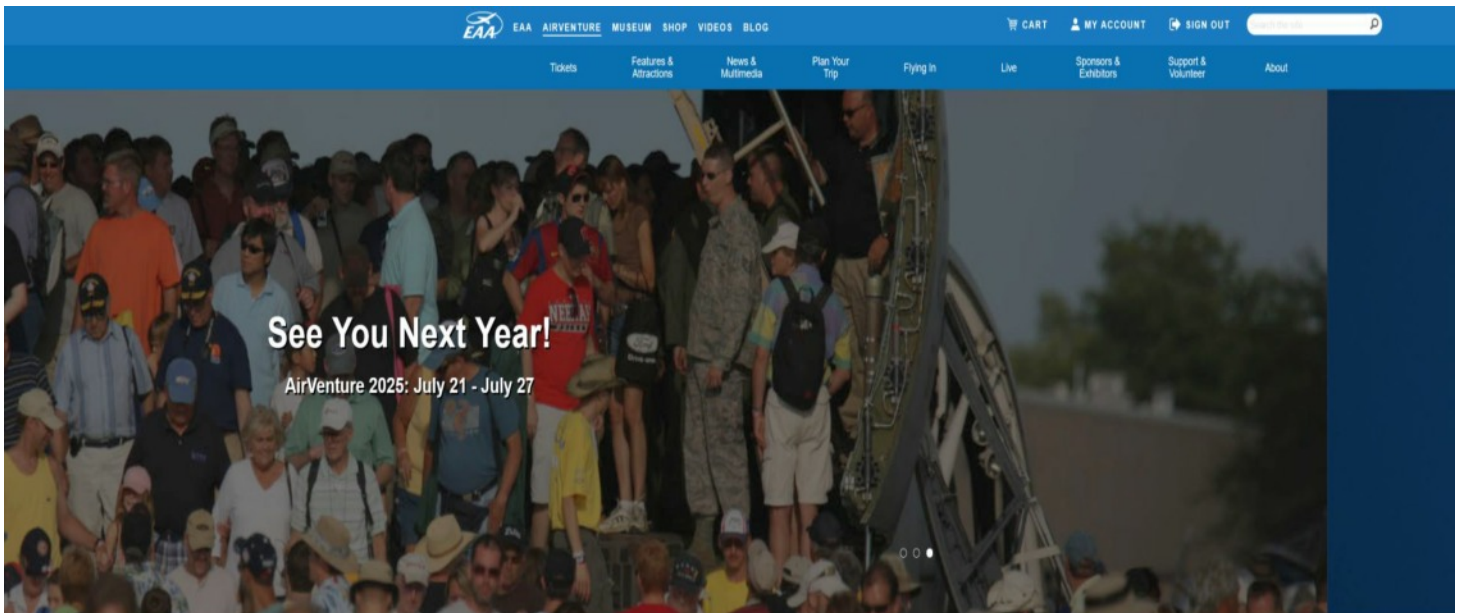 EAA EAA AIRVENTURE MUSEUM SHOP VIDEOS BLOG CART MY ACCOUNT SIGN OUT
Tickets
Features &
Attractions
News &
Multimedia
Plan Your
Trip
Flying In
Live
Sponsors &
Exhibitors
Support &
Volunteer
About
See You Next Year!
AirVenture 2025: July 21 - July 27
Ford